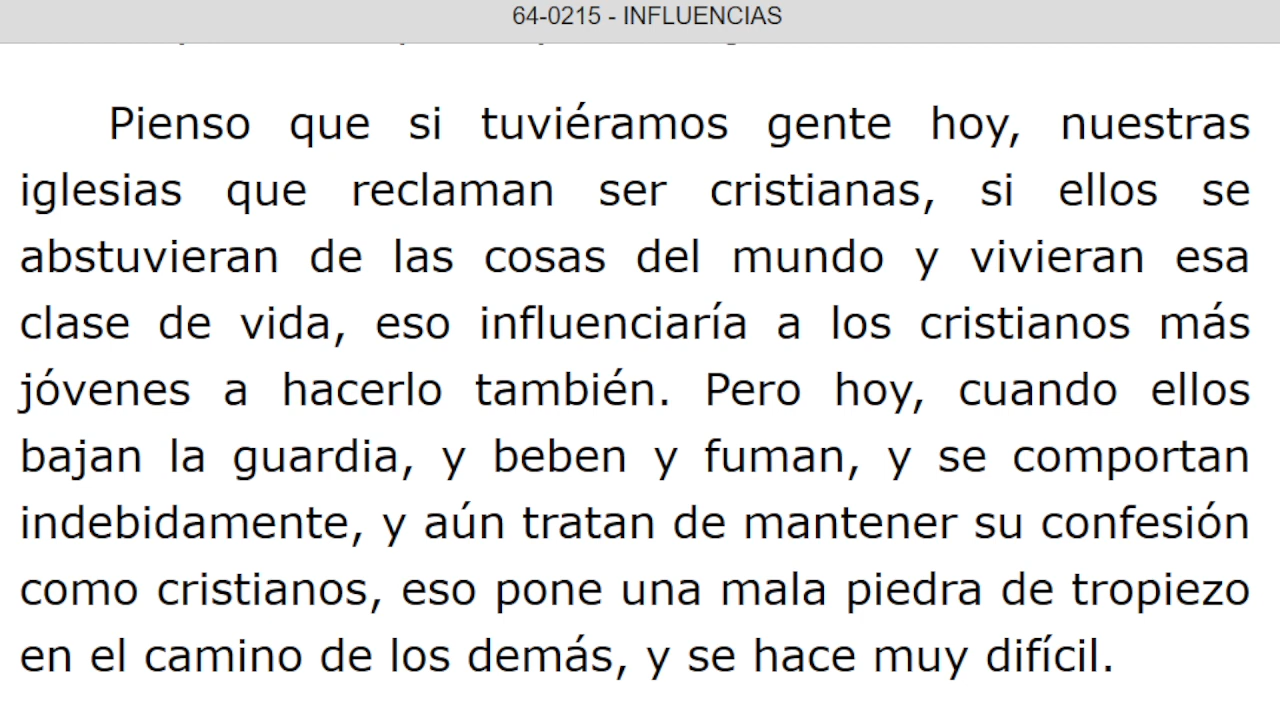 64-0215 - INFLUENCIAS
Pienso que si tuviéramos gente hoy, nuestras
iglesias que reclaman ser cristianas, si ellos se
abstuvieran de las cosas del mundo y vivieran esa
clase de vida, eso influenciaría a los cristianos más
jóvenes a hacerlo también. Pero hoy, cuando ellos
bajan la guardia, y beben y fuman, y se comportan
indebidamente, y aún tratan de mantener su confesión
como cristianos, eso pone una mala piedra de tropiezo
en el camino de los demás, y se hace muy difícil.